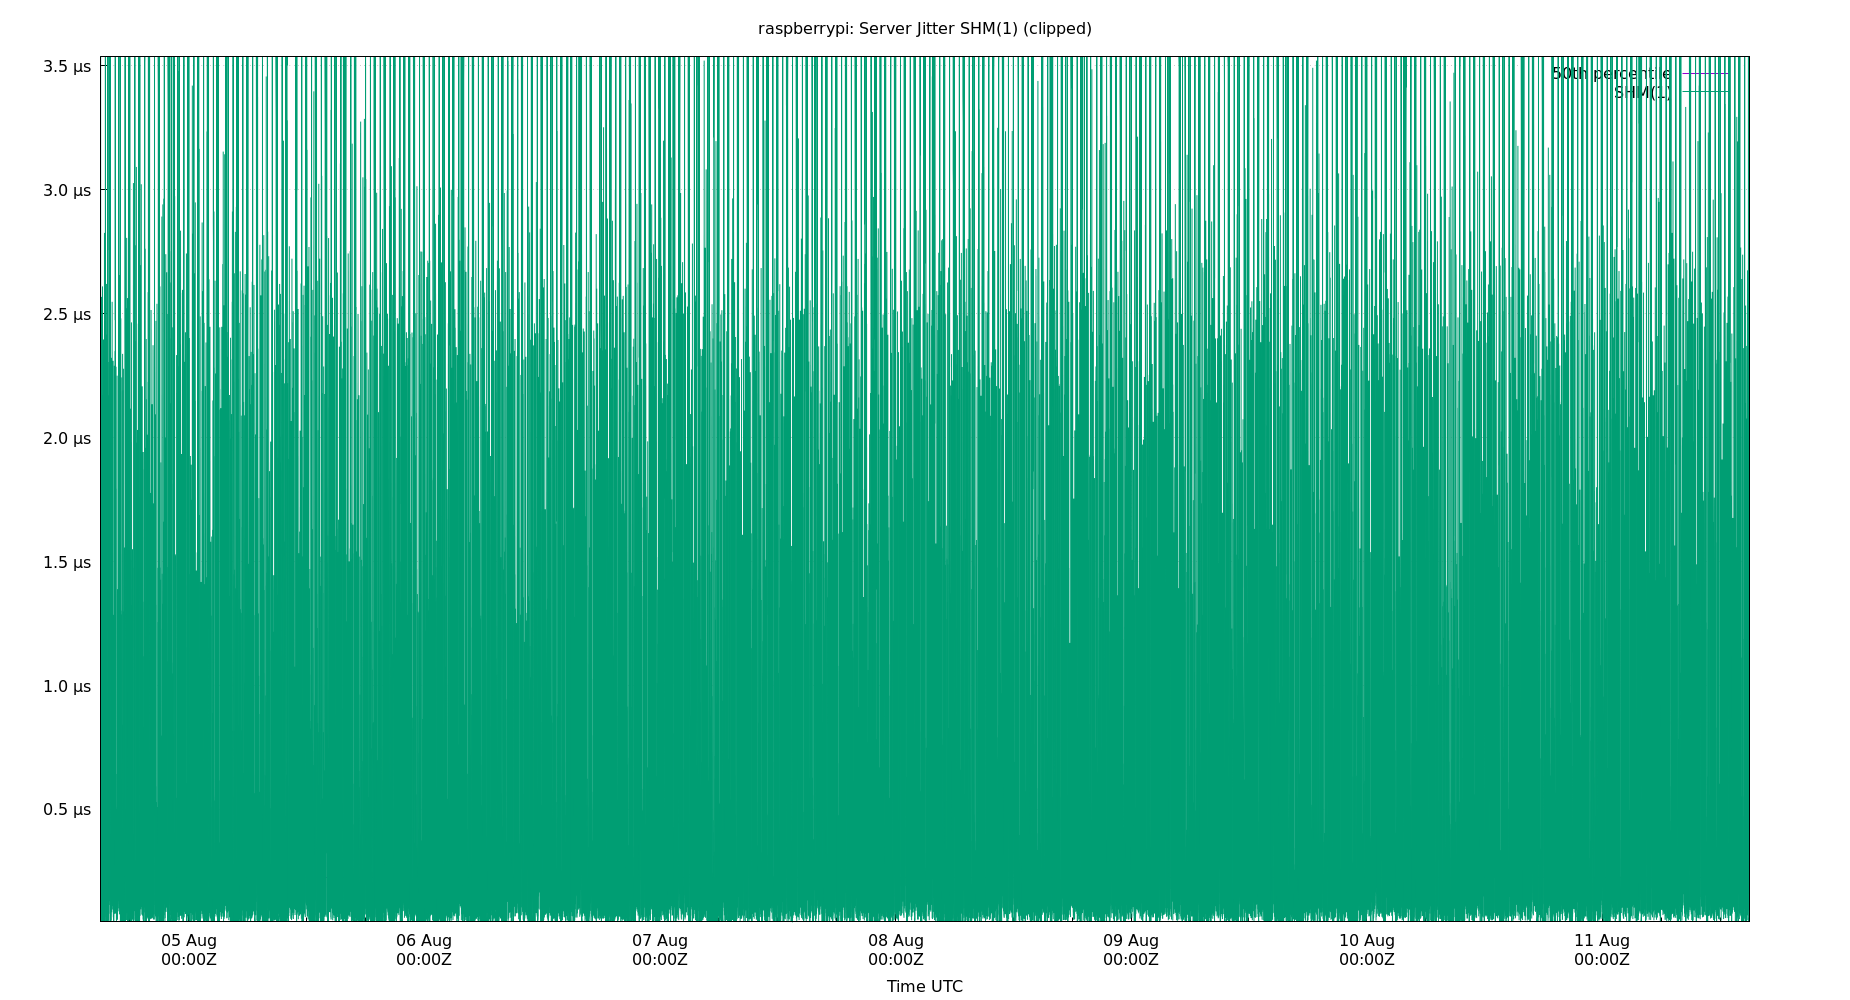 raspberrypi: Server Jitter SHM(1) (clipped)
3.5 µs
50th percentile
SHM(1)
3.0 µs
2.5 µs
2.0 µs
1.5 µs
1.0 µs
0.5 µs
05 Aug 06 Aug 07 Aug 08 Aug 09 Aug 10 Aug 11 Aug
00:00Z 00:00Z 00:00Z 00:00Z 00:00Z 00:00Z 00:00Z
Time UTC